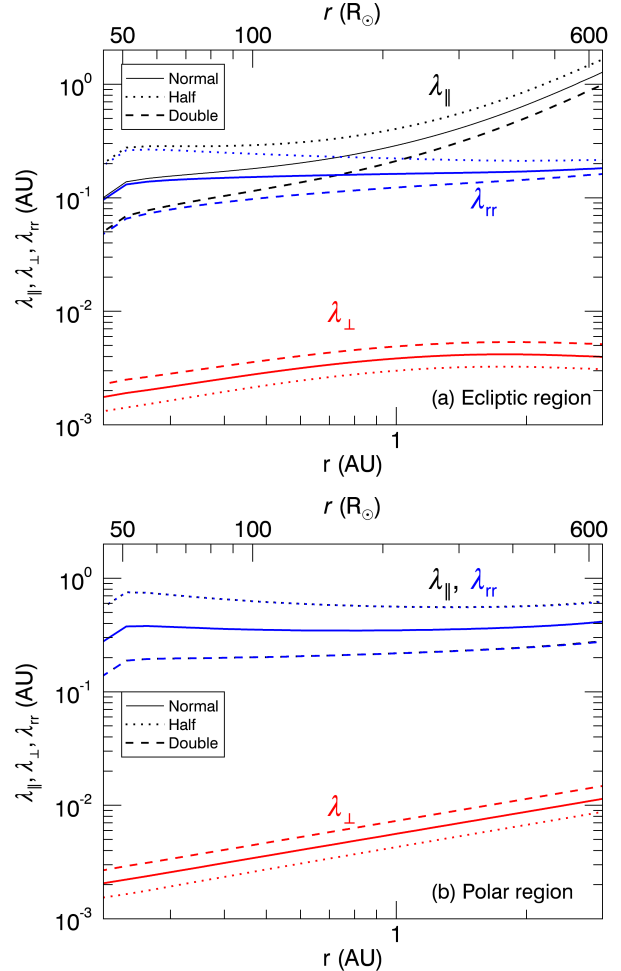 r (R☉)
50 100 600
Normal
Half
Double
λ∥
λrr
λ⊥
10⁰
10⁻¹
10⁻²
10⁻³
λ∥, λ⊥, λrr (AU)
(a) Ecliptic region
1
r (AU)
r (R☉)
50 100 600
λ∥, λrr
Normal
Half
Double
λ⊥
10⁰
10⁻¹
10⁻²
10⁻³
λ∥, λ⊥, λrr (AU)
(b) Polar region
1
r (AU)